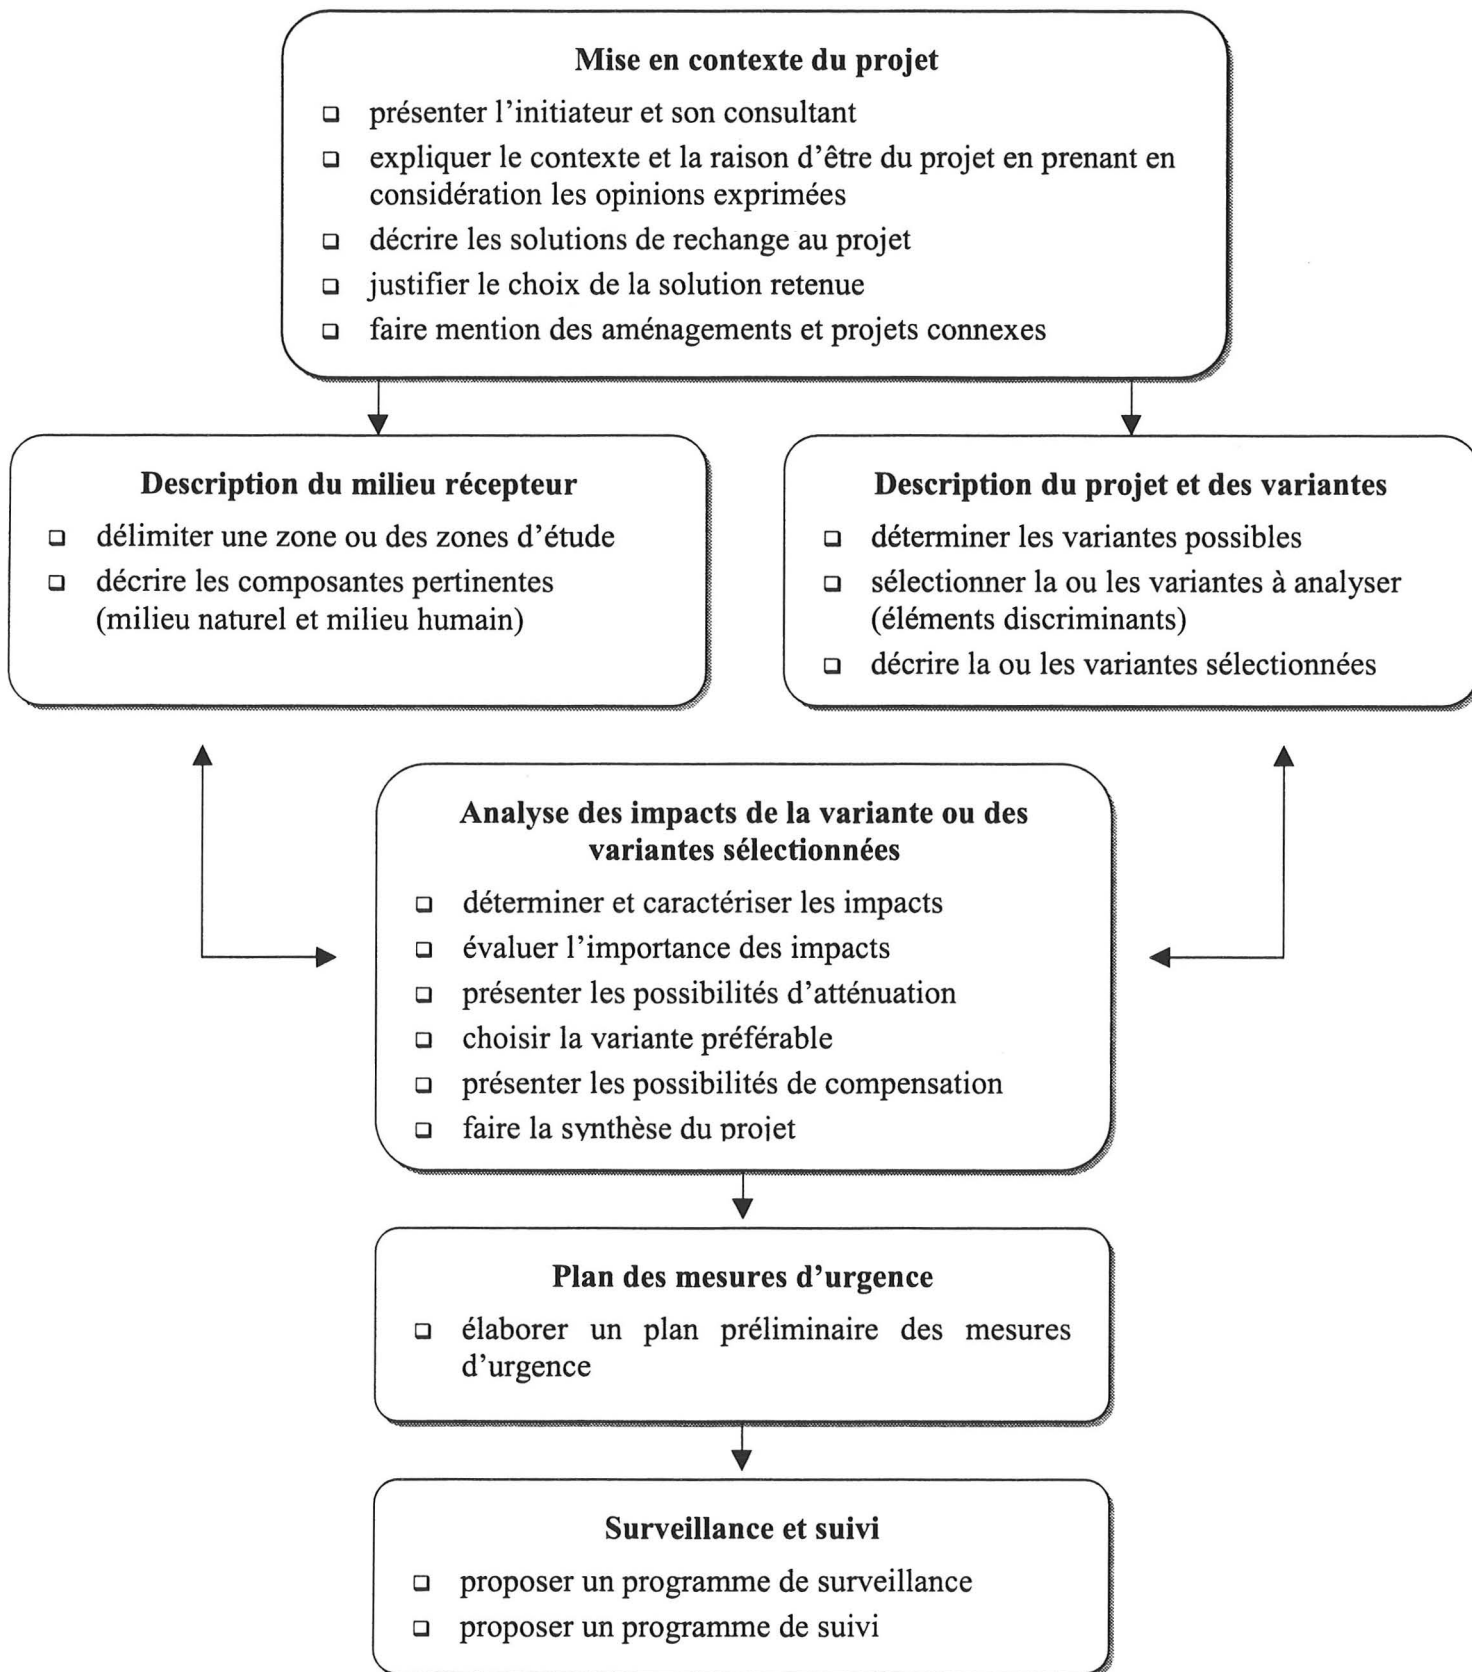 Mise en contexte du projet
❑ présenter l’initiateur et son consultant
❑ expliquer le contexte et la raison d’être du projet en prenant en
considération les opinions exprimées
❑ décrire les solutions de rechange au projet
❑ justifier le choix de la solution retenue
❑ faire mention des aménagements et projets connexes
Description du milieu récepteur
❑ délimiter une zone ou des zones d’étude
❑ décrire les composantes pertinentes
(milieu naturel et milieu humain)
Description du projet et des variantes
❑ déterminer les variantes possibles
❑ sélectionner la ou les variantes à analyser
(éléments discriminants)
❑ décrire la ou les variantes sélectionnées
Analyse des impacts de la variante ou des
variantes sélectionnées
❑ déterminer et caractériser les impacts
❑ évaluer l’importance des impacts
❑ présenter les possibilités d’atténuation
❑ choisir la variante préférable
❑ présenter les possibilités de compensation
❑ faire la synthèse du projet
Plan des mesures d’urgence
❑ élaborer un plan préliminaire des mesures
d’urgence
Surveillance et suivi
❑ proposer un programme de surveillance
❑ proposer un programme de suivi